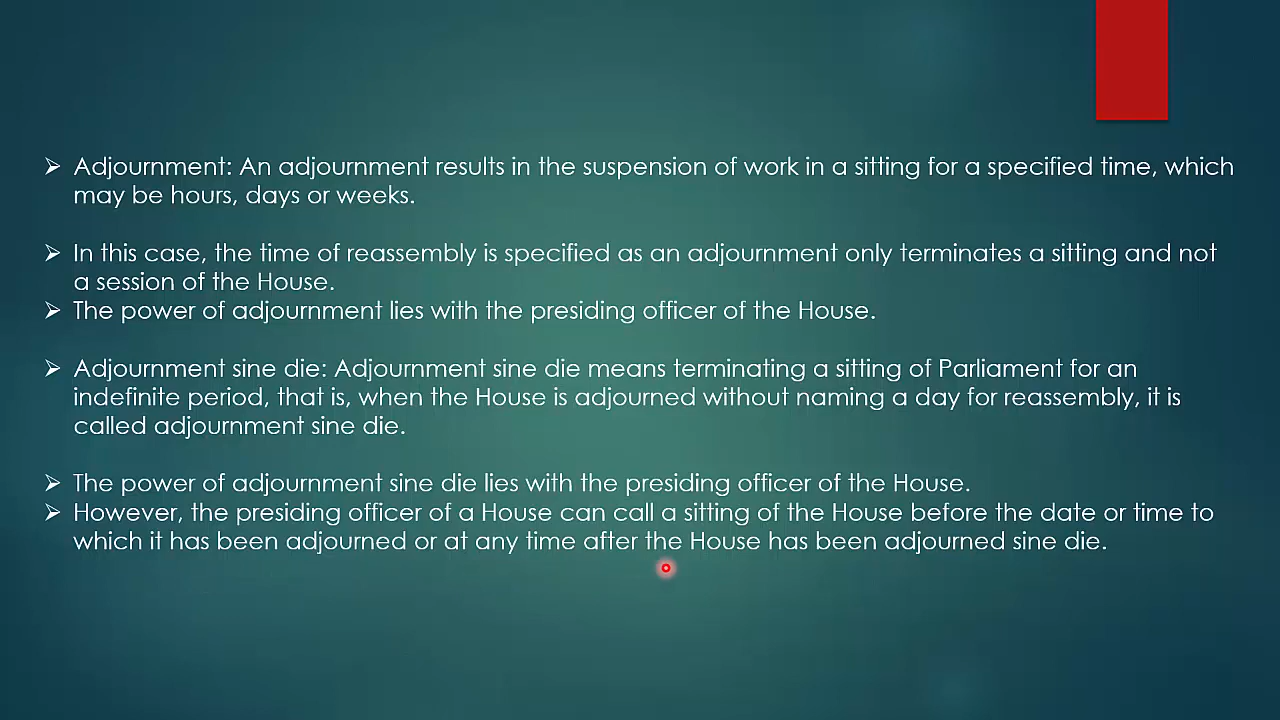 ➢ Adjournment: An adjournment results in the suspension of work in a sitting for a specified time, which
may be hours, days or weeks.
➢ In this case, the time of reassembly is specified as an adjournment only terminates a sitting and not
a session of the House.
➢ The power of adjournment lies with the presiding officer of the House.
➢ Adjournment sine die: Adjournment sine die means terminating a sitting of Parliament for an
indefinite period, that is, when the House is adjourned without naming a day for reassembly, it is
called adjournment sine die.
➢ The power of adjournment sine die lies with the presiding officer of the House.
➢ However, the presiding officer of a House can call a sitting of the House before the date or time to
which it has been adjourned or at any time after the House has been adjourned sine die.